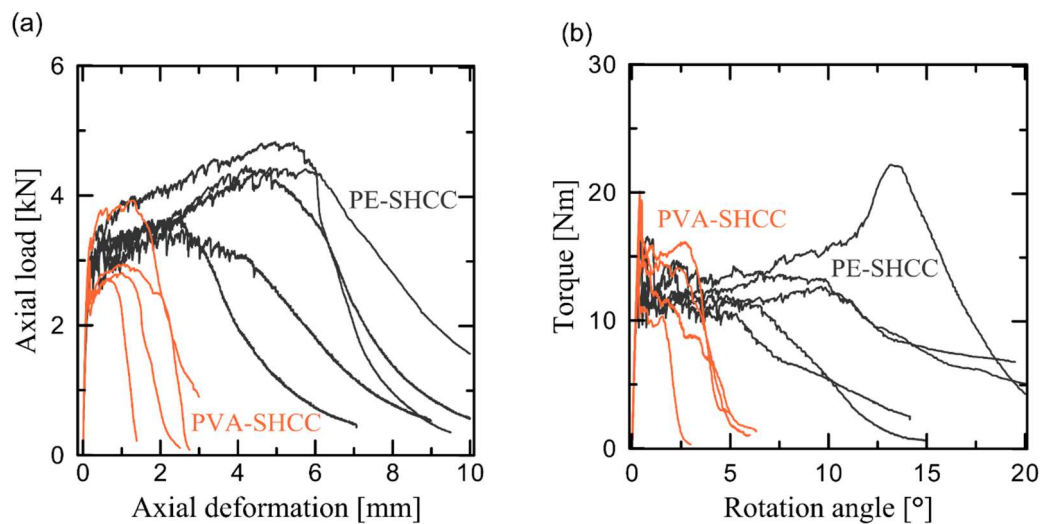 (a)
6
4
2
0
Axial load [kN]
PE-SHCC
PVA-SHCC
0 2 4 6 8 10
Axial deformation [mm]
(b)
30
20
10
0
Torque [Nm]
PVA-SHCC
PE-SHCC
0 5 10 15 20
Rotation angle [°]